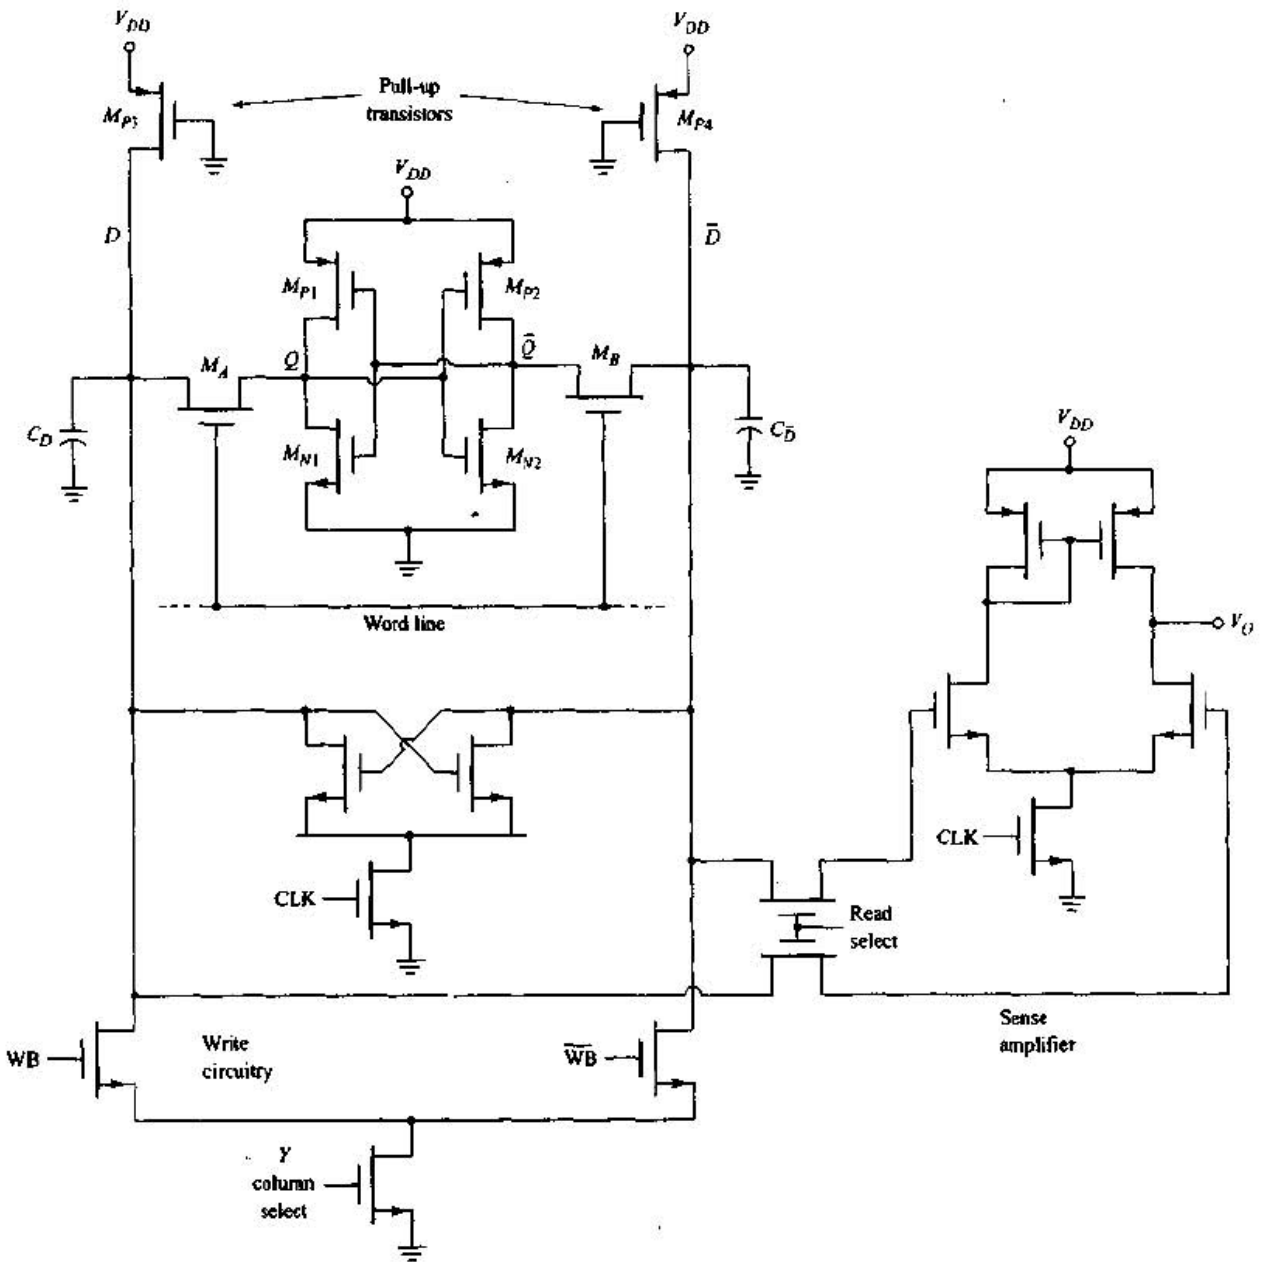 V_DD
V_DD
Pull-up
transistors
M_P3
M_P4
V_DD
D
D̅
M_P1
M_P2
Q
Q̅
M_A
M_B
C_D
C_D̅
M_N1
M_N2
V_DD
Word line
V_O
CLK
CLK
Read
select
Sense
amplifier
WB
Write
circuitry
W̅B̅
Y
column
select